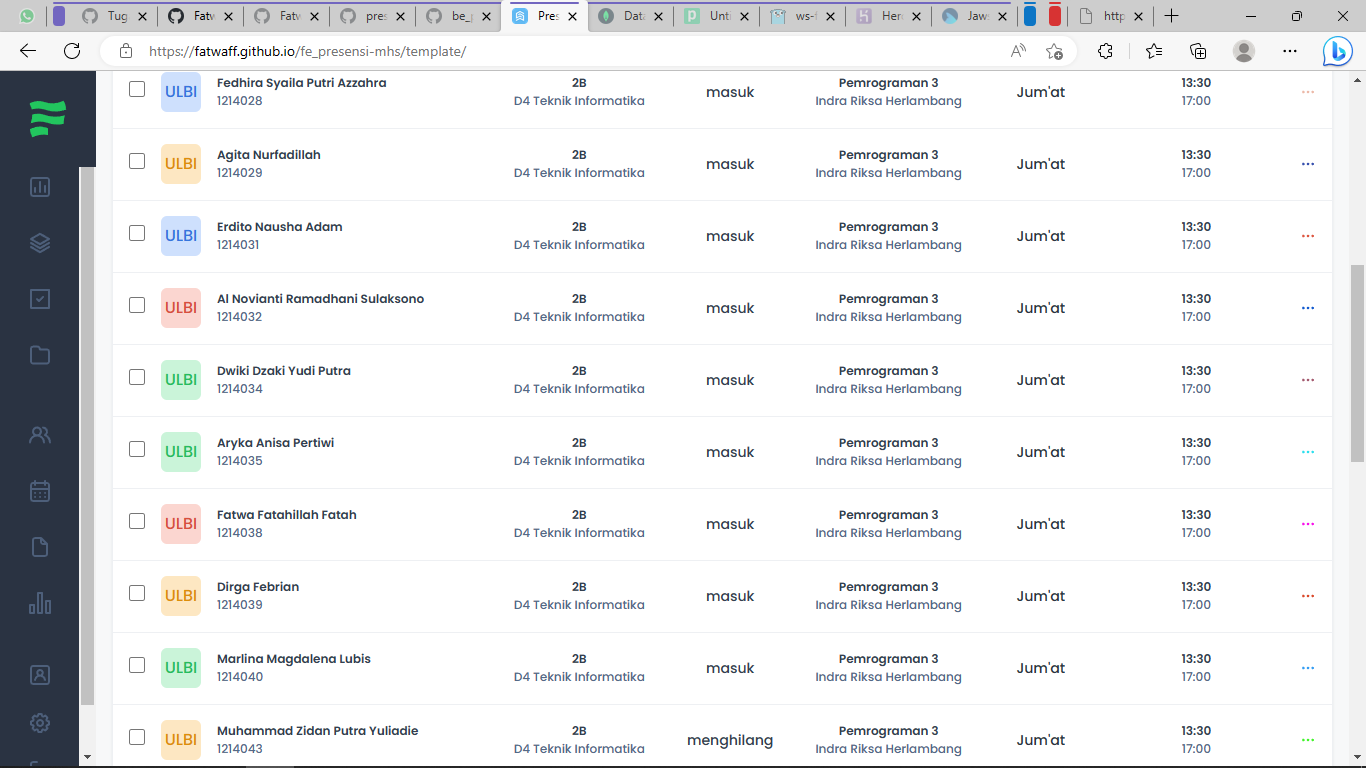 Tug
Fatw
Fatw
pres
be_p
Pres
Data
Unti
ws-
Her
Jaws
http
https://fatwaff.github.io/fe_presensi-mhs/template/
ULBI
Fedhira Syaila Putri Azzahra
1214028
2B
D4 Teknik Informatika
masuk
Pemrograman 3
Indra Riksa Herlambang
Jum'at
13:30
17:00
ULBI
Agita Nurfadillah
1214029
2B
D4 Teknik Informatika
masuk
Pemrograman 3
Indra Riksa Herlambang
Jum'at
13:30
17:00
ULBI
Erdito Nausha Adam
1214031
2B
D4 Teknik Informatika
masuk
Pemrograman 3
Indra Riksa Herlambang
Jum'at
13:30
17:00
ULBI
Al Novianti Ramadhani Sulaksono
1214032
2B
D4 Teknik Informatika
masuk
Pemrograman 3
Indra Riksa Herlambang
Jum'at
13:30
17:00
ULBI
Dwiki Dzaki Yudi Putra
1214034
2B
D4 Teknik Informatika
masuk
Pemrograman 3
Indra Riksa Herlambang
Jum'at
13:30
17:00
ULBI
Aryka Anisa Pertiwi
1214035
2B
D4 Teknik Informatika
masuk
Pemrograman 3
Indra Riksa Herlambang
Jum'at
13:30
17:00
ULBI
Fatwa Fatahillah Fatah
1214038
2B
D4 Teknik Informatika
masuk
Pemrograman 3
Indra Riksa Herlambang
Jum'at
13:30
17:00
ULBI
Dirga Febrian
1214039
2B
D4 Teknik Informatika
masuk
Pemrograman 3
Indra Riksa Herlambang
Jum'at
13:30
17:00
ULBI
Marlina Magdalena Lubis
1214040
2B
D4 Teknik Informatika
masuk
Pemrograman 3
Indra Riksa Herlambang
Jum'at
13:30
17:00
ULBI
Muhammad Zidan Putra Yuliadie
1214043
2B
D4 Teknik Informatika
menghilang
Pemrograman 3
Indra Riksa Herlambang
Jum'at
13:30
17:00